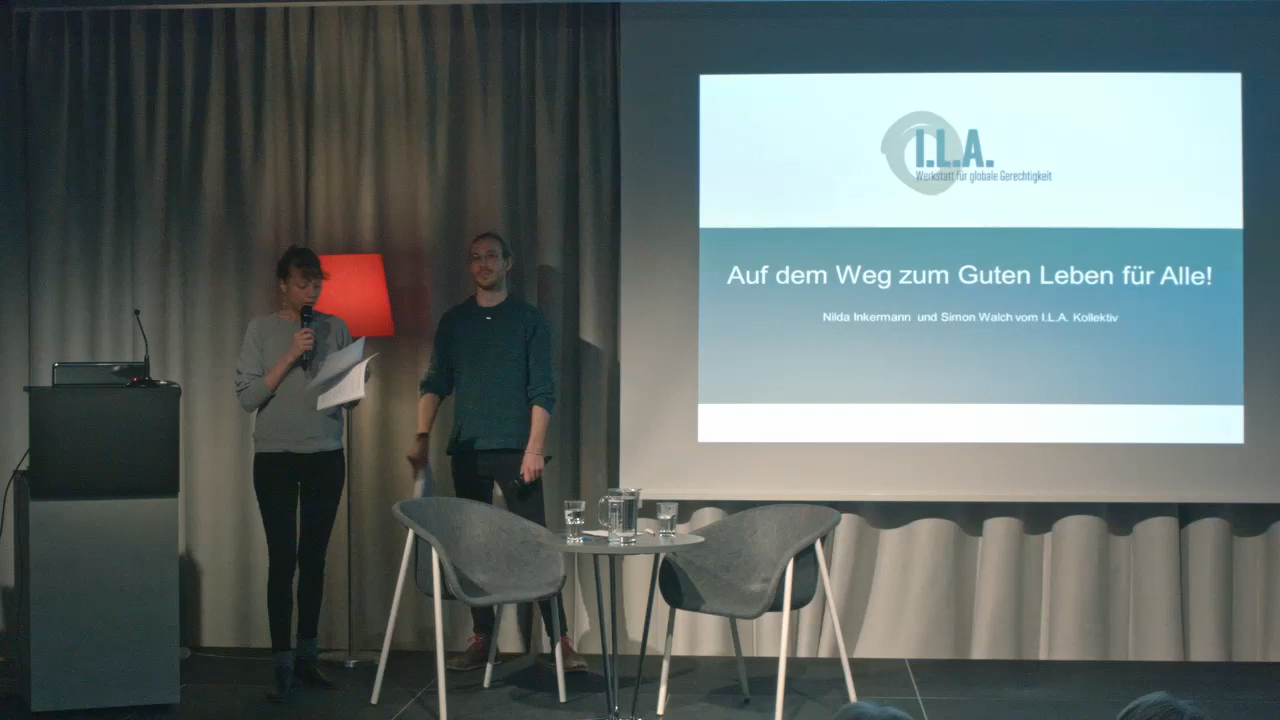 I.L.A.
Werkstatt für globale Gerechtigkeit
Auf dem Weg zum Guten Leben für Alle!
Nilda Inkermann und Simon Walch vom I.L.A. Kollektiv